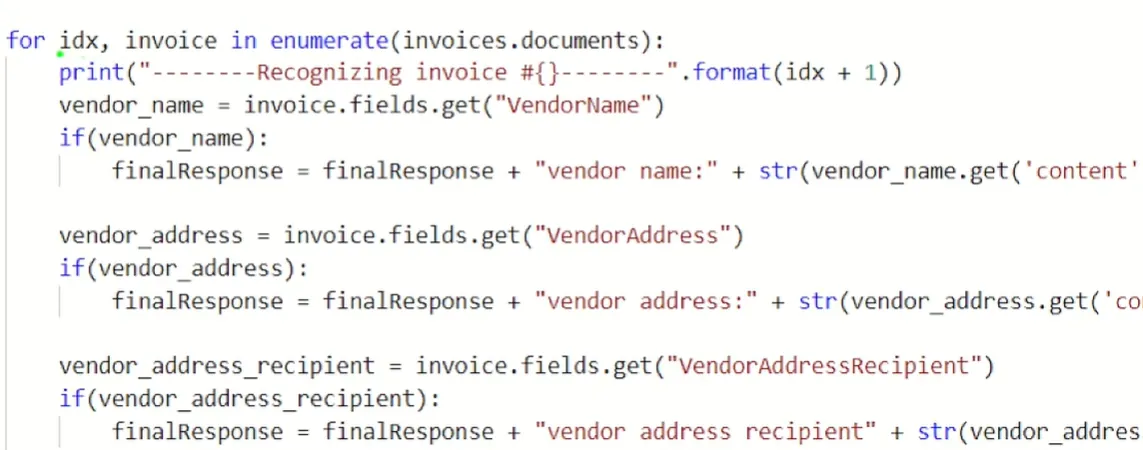 for idx, invoice in enumerate(invoices.documents):
print("--------Recognizing invoice #{}--------".format(idx + 1))
vendor_name = invoice.fields.get("VendorName")
if(vendor_name):
finalResponse = finalResponse + "vendor name:" + str(vendor_name.get('content'
vendor_address = invoice.fields.get("VendorAddress")
if(vendor_address):
finalResponse = finalResponse + "vendor address:" + str(vendor_address.get('co
vendor_address_recipient = invoice.fields.get("VendorAddressRecipient")
if(vendor_address_recipient):
finalResponse = finalResponse + "vendor address recipient" + str(vendor_addres